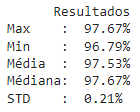 Resultados
Max : 97.67%
Min : 96.79%
Média : 97.53%
Médiana: 97.67%
STD : 0.21%